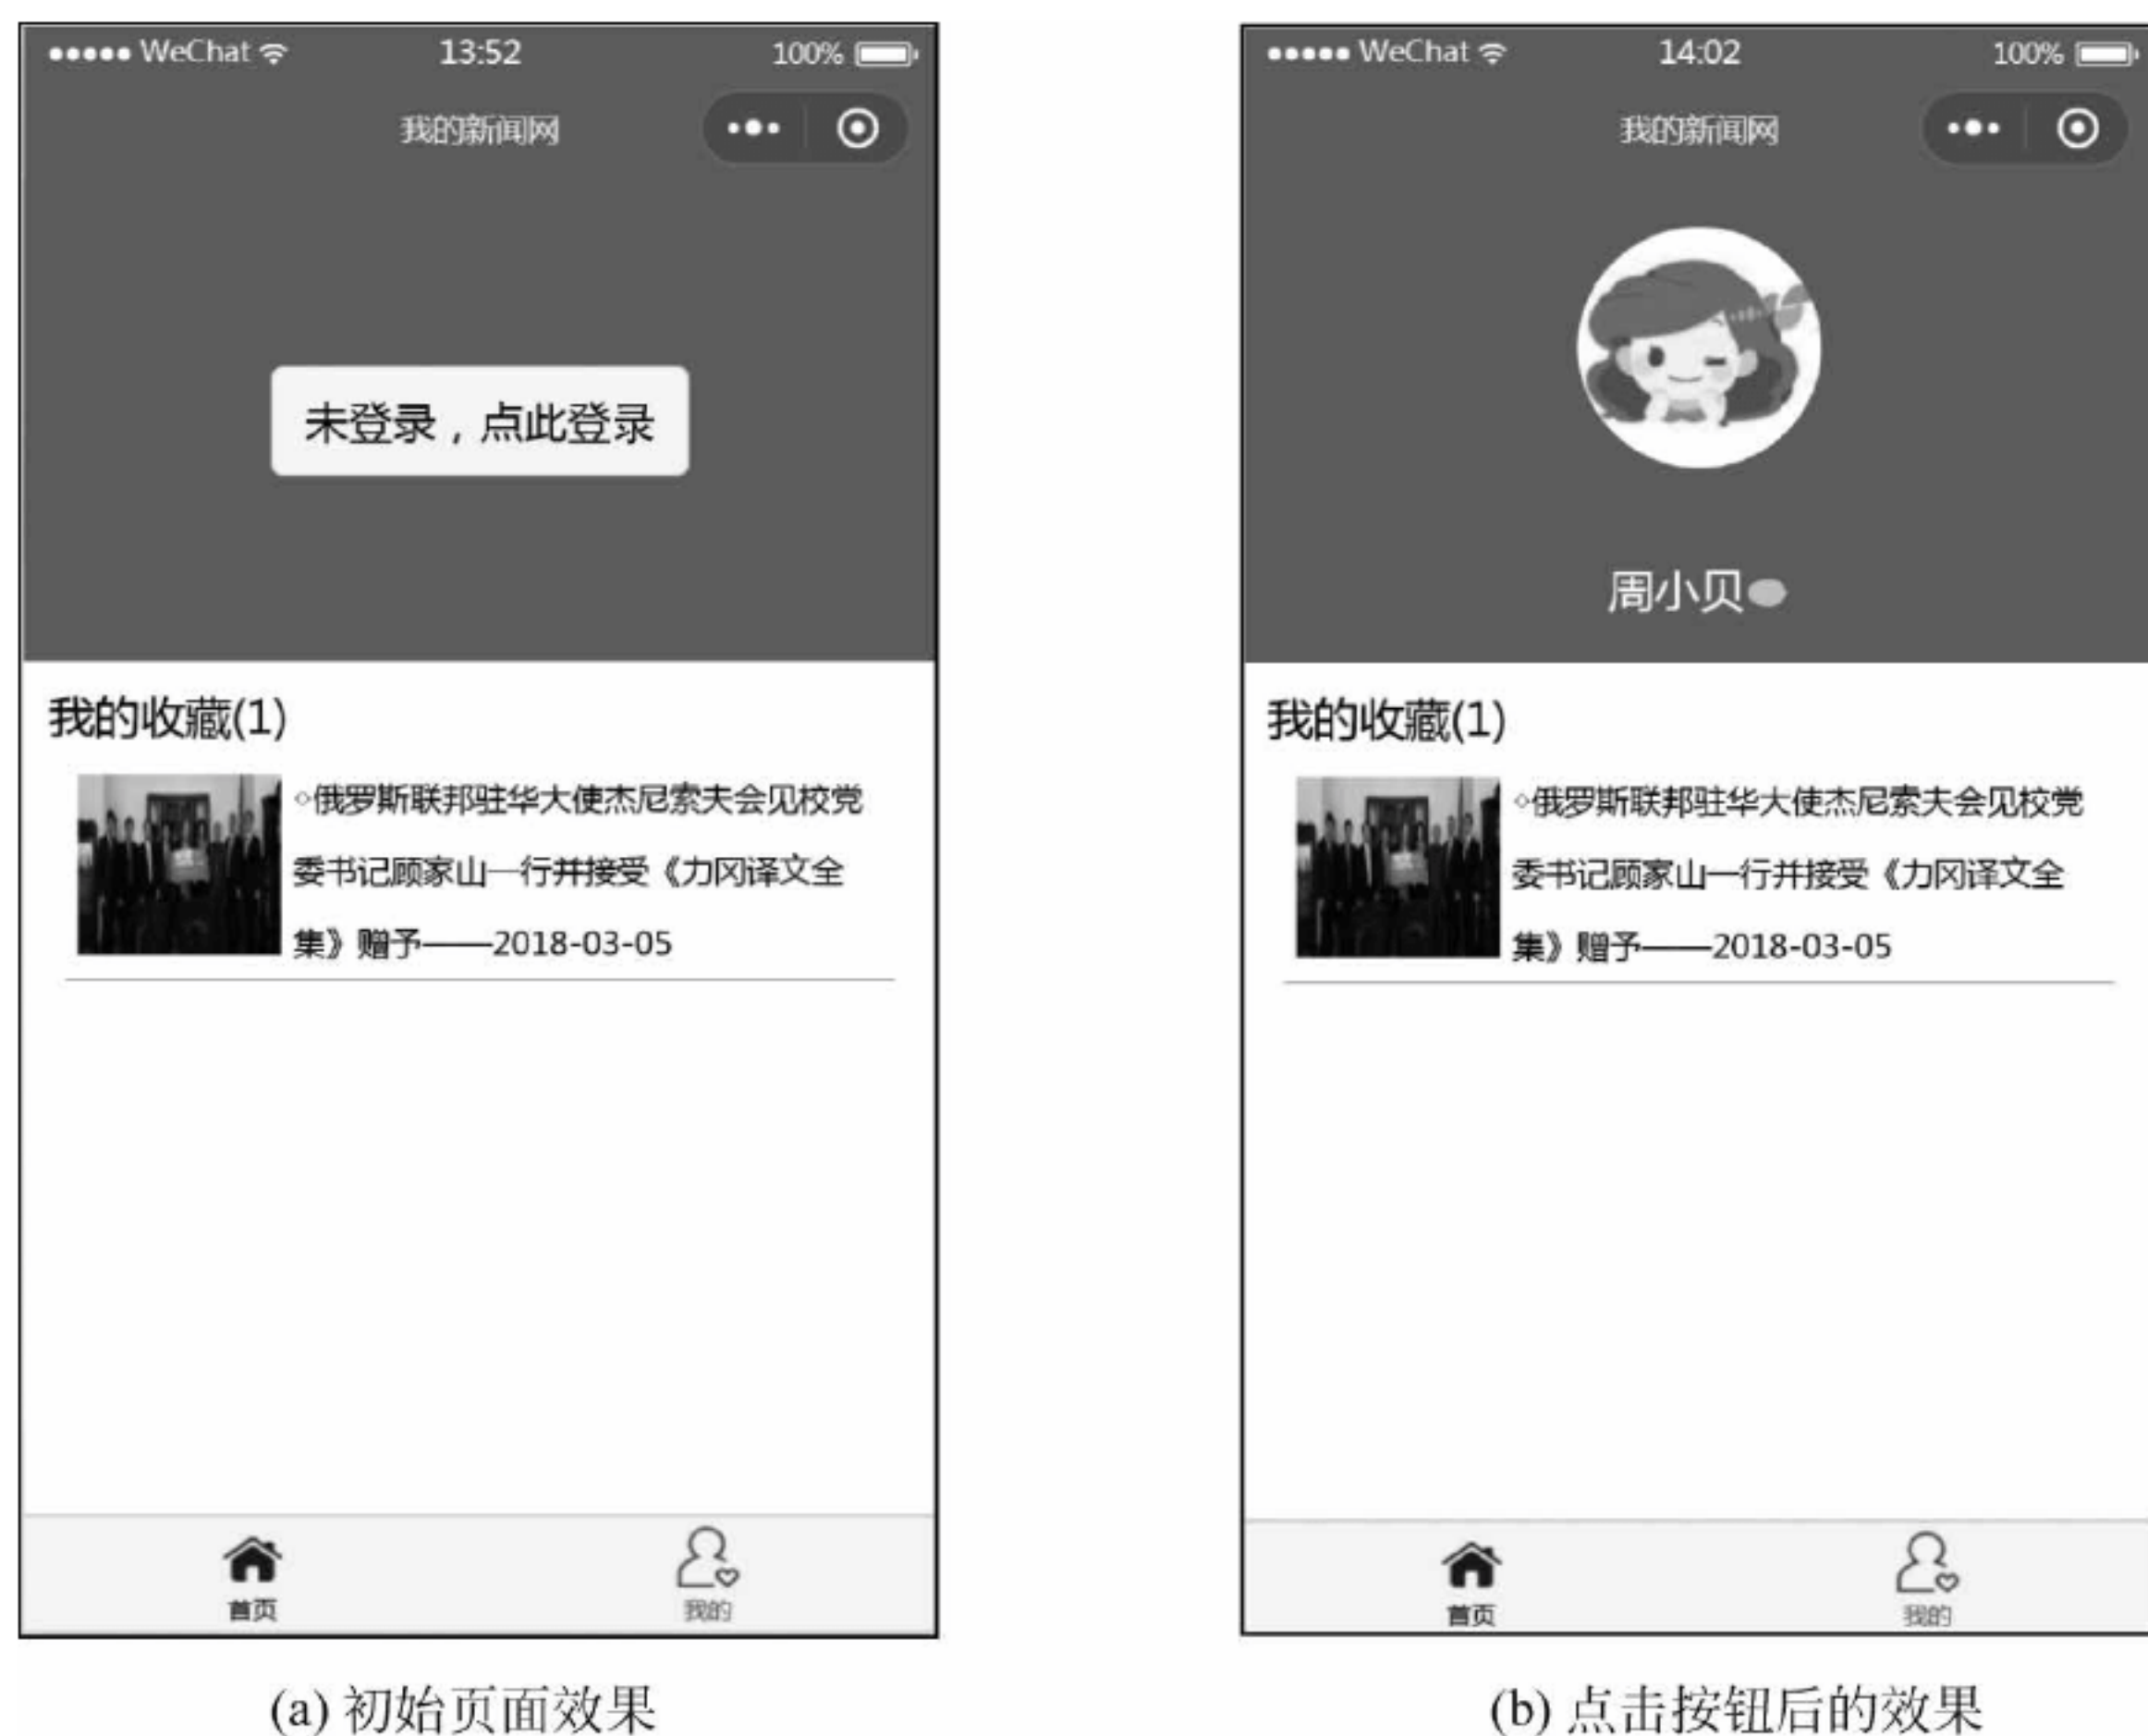 WeChat 13:52 100%
我的新闻网
未登录，点此登录
我的收藏(1)
◦俄罗斯联邦驻华大使杰尼索夫会见校党
委书记顾家山一行并接受《力冈译文全
集》赠予——2018-03-05
首页 我的
(a) 初始页面效果
WeChat 14:02 100%
我的新闻网
周小贝
我的收藏(1)
◦俄罗斯联邦驻华大使杰尼索夫会见校党
委书记顾家山一行并接受《力冈译文全
集》赠予——2018-03-05
首页 我的
(b) 点击按钮后的效果